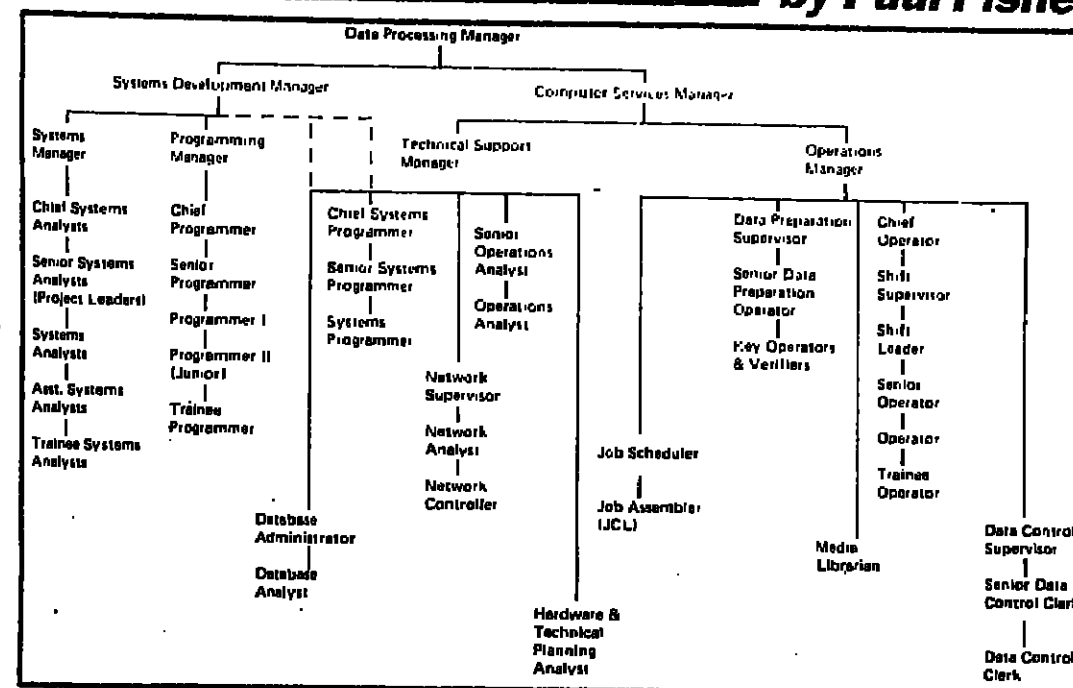 by Paul Fishe
Data Processing Manager
Systems Development Manager
Computer Services Manager
Systems
Manager
Programming
Manager
Technical Support
Manager
Operations
Manager
Chief Systems
Analysts
Senior Systems
Analysts
(Project Leaders)
Systems
Analysts
Asst. Systems
Analysts
Trainee Systems
Analysts
Chief
Programmer
Senior
Programmer
Programmer I
Programmer II
(Junior)
Trainee
Programmer
Database
Administrator
Database
Analyst
Chief Systems
Programmer
Senior Systems
Programmer
Systems
Programmer
Network
Supervisor
Network
Analyst
Network
Controller
Senior
Operations
Analyst
Operations
Analyst
Hardware &
Technical
Planning
Analyst
Job Scheduler
Job Assembler
(JCL)
Data Preparation
Supervisor
Senior Data
Preparation
Operator
Key Operators
& Verifiers
Media
Librarian
Chief
Operator
Shift
Supervisor
Shift
Leader
Senior
Operator
Operator
Trainee
Operator
Data Control
Supervisor
Senior Data
Control Clerk
Data Control
Clerk